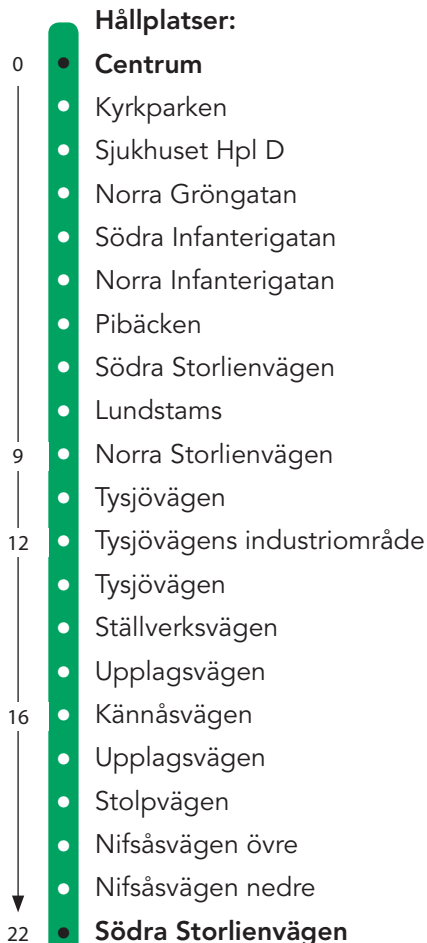 Hållplatser:
0 Centrum
Kyrkparken
Sjukhuset Hpl D
Norra Gröngatan
Södra Infanterigatan
Norra Infanterigatan
Pibäcken
Södra Storlienvägen
Lundstams
9 Norra Storlienvägen
Tysjövägen
12 Tysjövägens industriområde
Tysjövägen
Ställverksvägen
Upplagsvägen
16 Kännåsvägen
Upplagsvägen
Stolpvägen
Nifsåsvägen övre
Nifsåsvägen nedre
22 Södra Storlienvägen